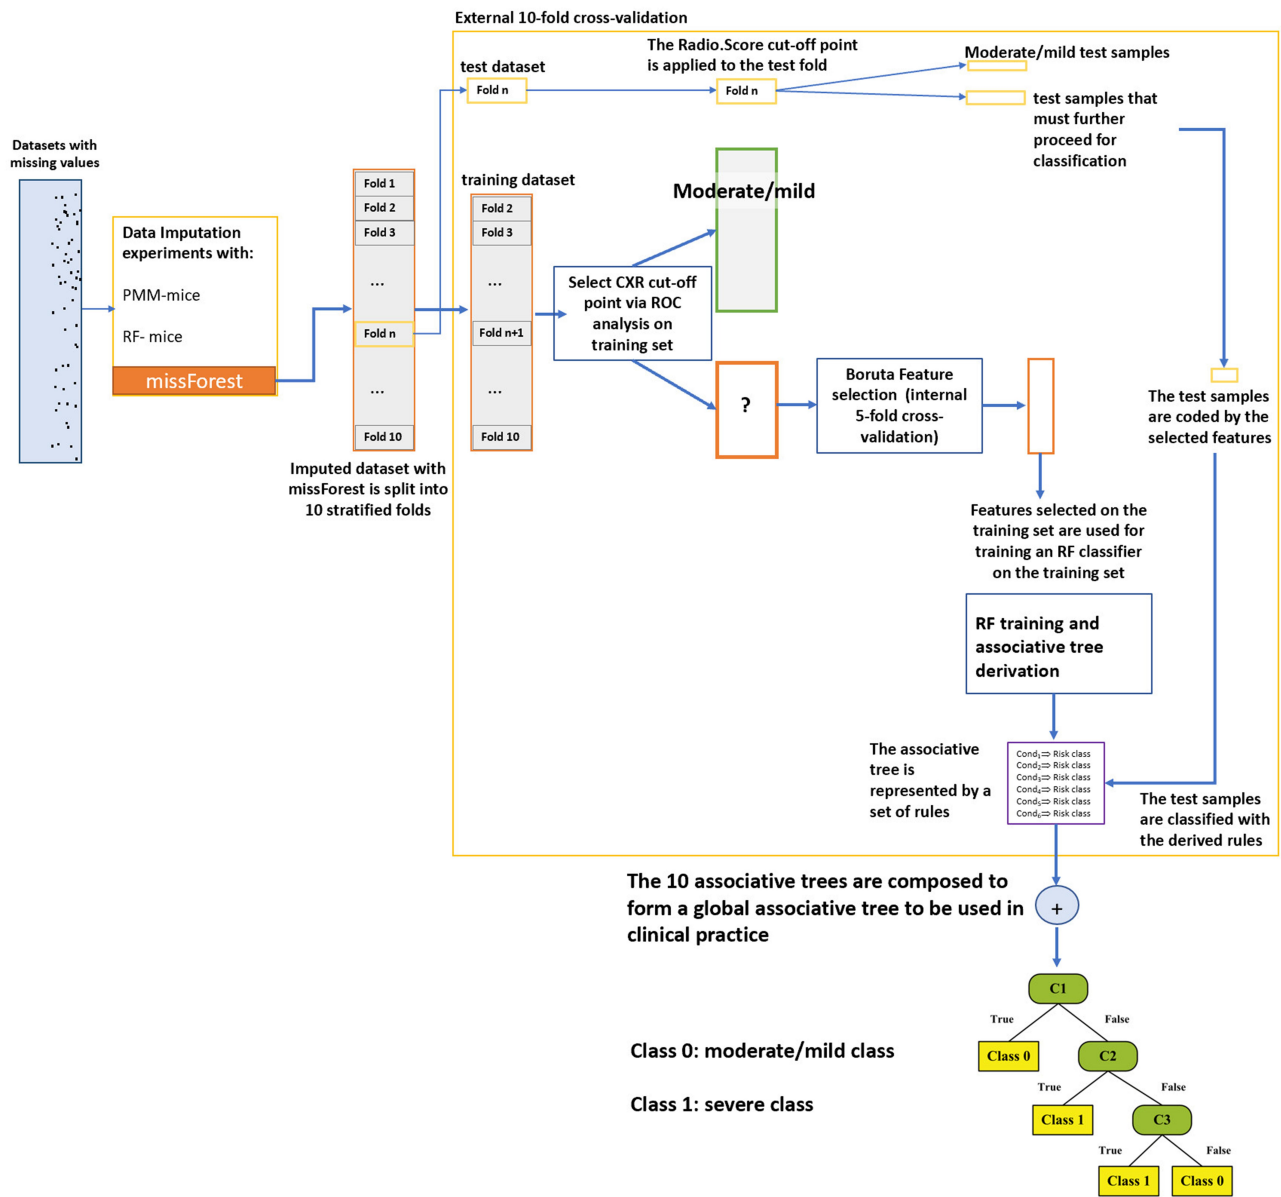 External 10-fold cross-validation
test dataset
Fold n
The Radio.Score cut-off point
is applied to the test fold
Fold n
Moderate/mild test samples
test samples that
must further
proceed for
classification
Datasets with
missing values
Data Imputation
experiments with:
PMM-mice
RF- mice
missForest
Fold 1
Fold 2
Fold 3
...
Fold n
...
Fold 10
Imputed dataset with
missForest is split into
10 stratified folds
training dataset
Fold 2
Fold 3
...
Fold n+1
...
Fold 10
Select CXR cut-off
point via ROC
analysis on
training set
Moderate/mild
?
Boruta Feature
selection (internal
5-fold cross-
validation)
The test samples
are coded by the
selected features
Features selected on the
training set are used for
training an RF classifier
on the training set
RF training and
associative tree
derivation
The associative
tree is
represented by a
set of rules
Cond₁⇒ Risk class
Cond₂⇒ Risk class
Cond₃⇒ Risk class
Cond₄⇒ Risk class
Cond₅⇒ Risk class
Cond₆⇒ Risk class
The test samples
are classified with
the derived rules
The 10 associative trees are composed to
form a global associative tree to be used in
clinical practice
+
C1
True False
Class 0 C2
True False
Class 1 C3
True False
Class 1 Class 0
Class 0: moderate/mild class
Class 1: severe class